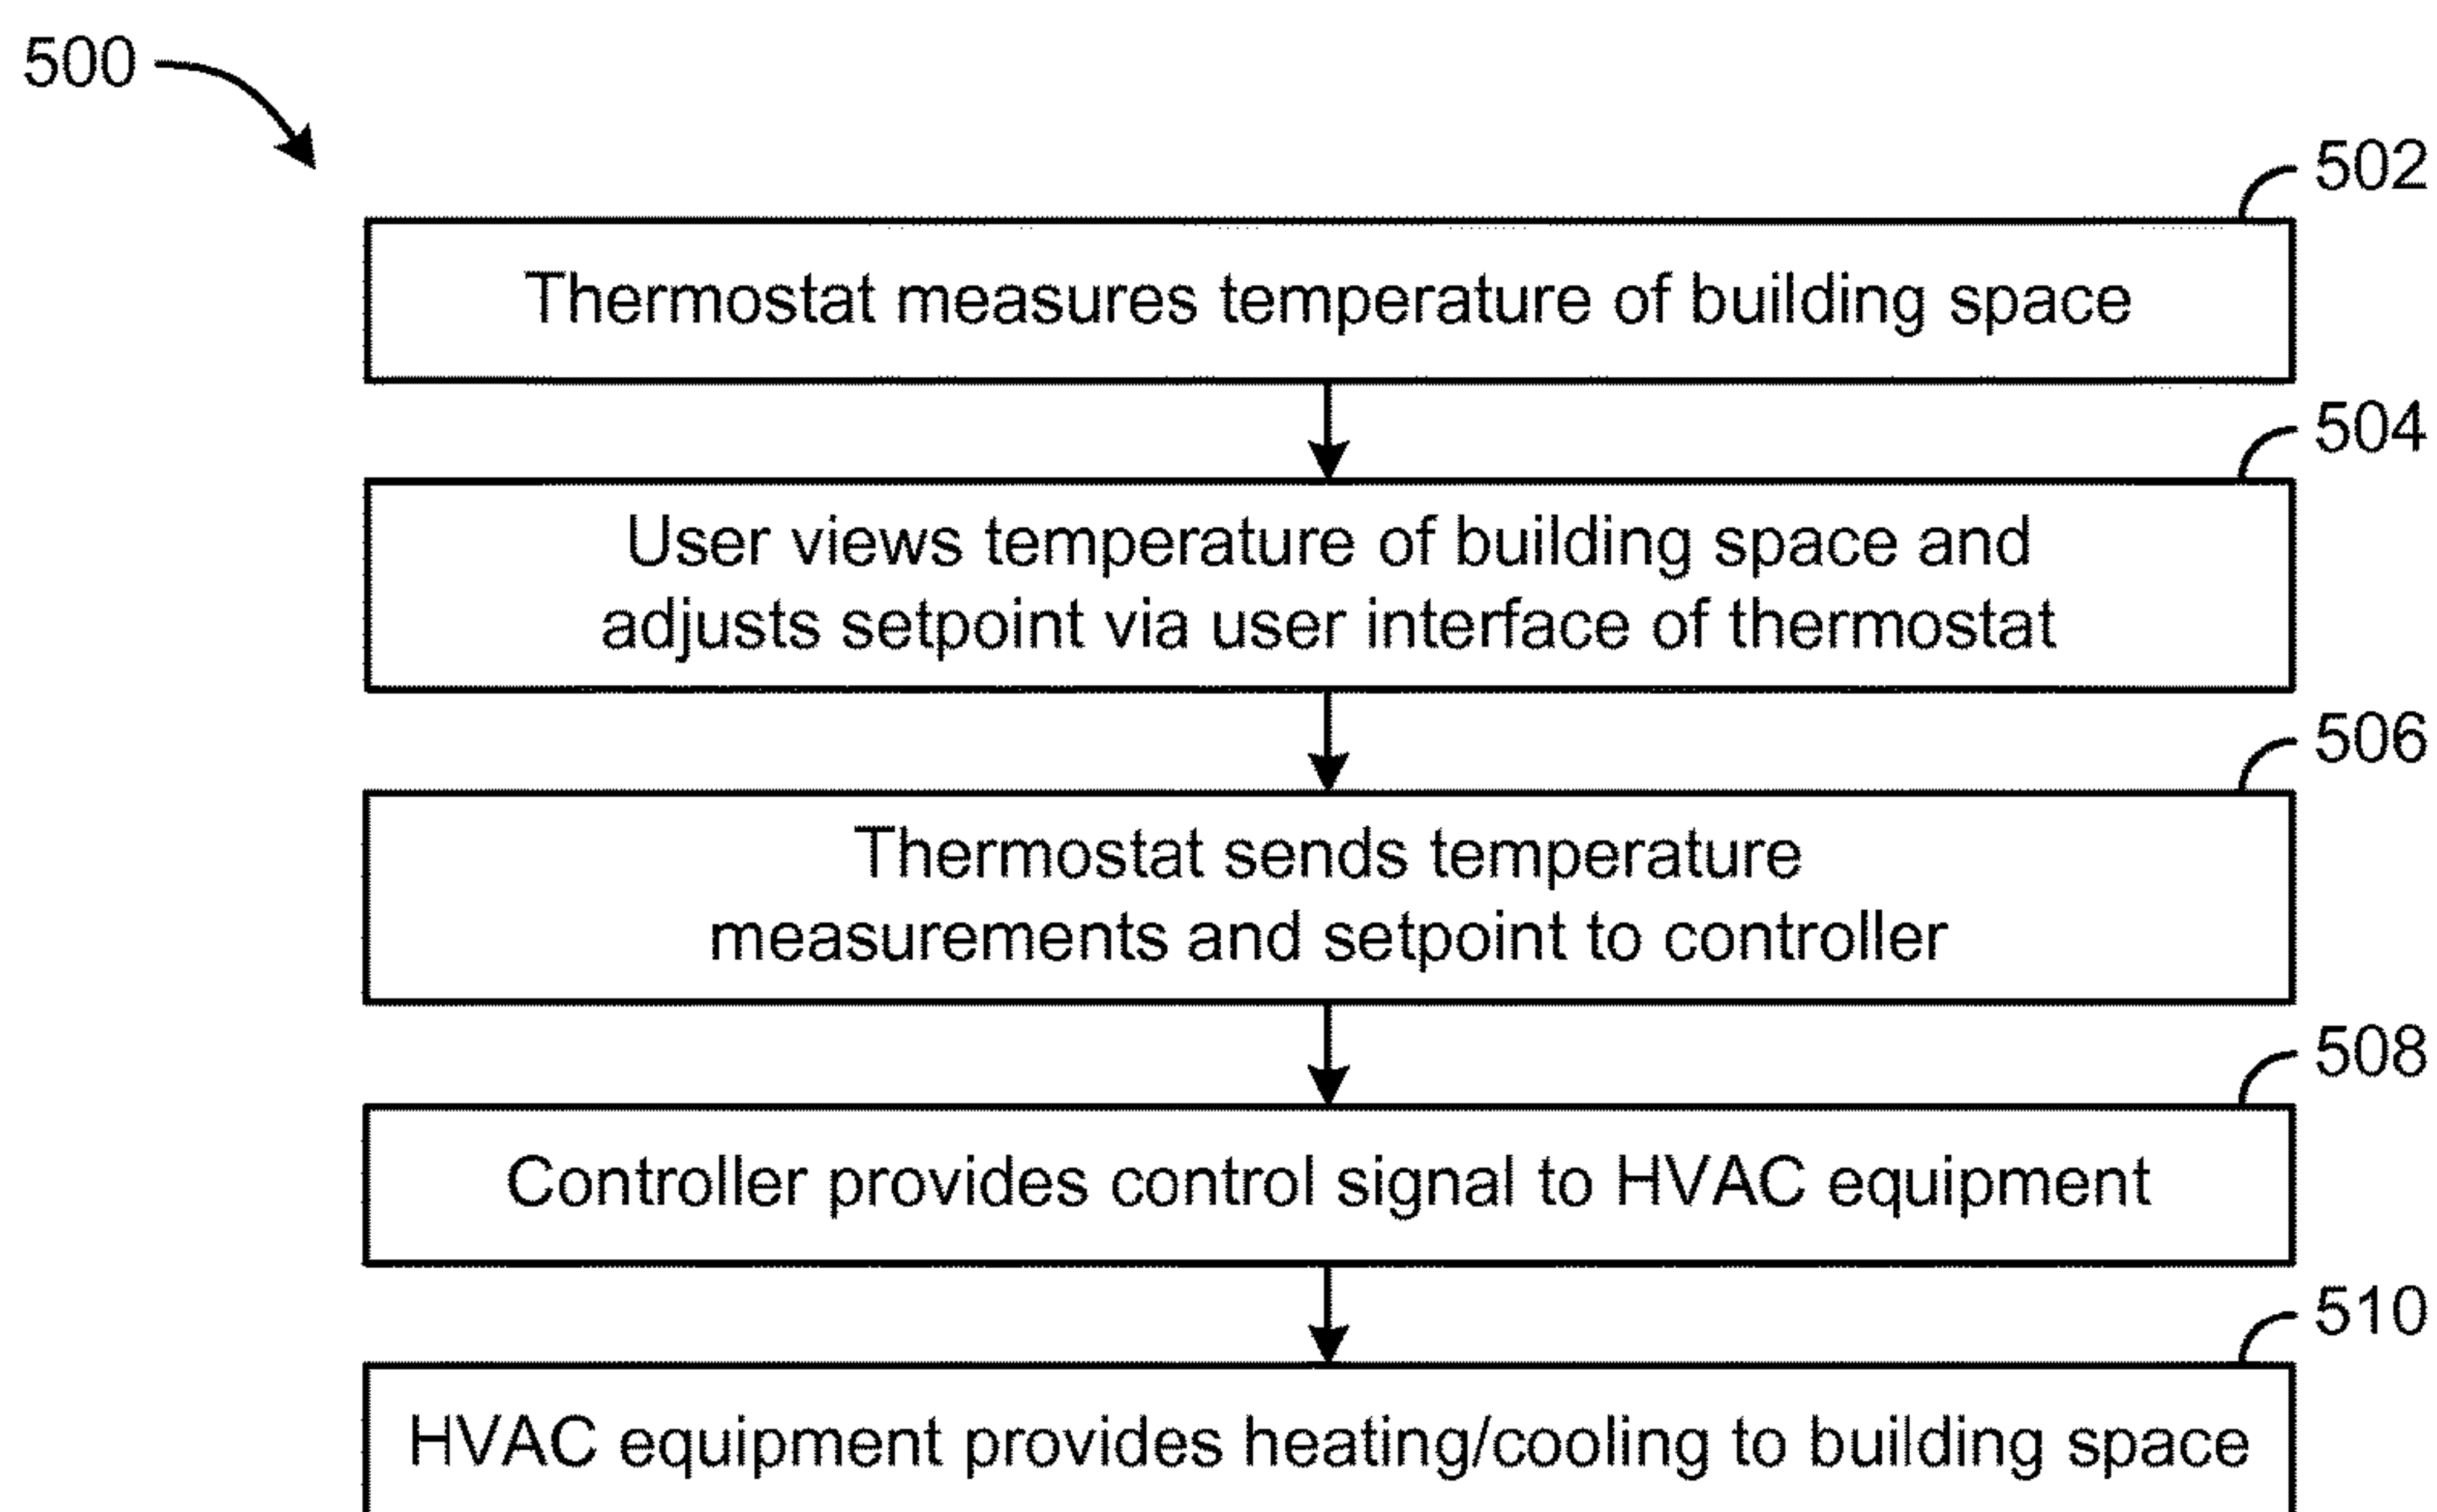 500
502
Thermostat measures temperature of building space
504
User views temperature of building space and
adjusts setpoint via user interface of thermostat
506
Thermostat sends temperature
measurements and setpoint to controller
508
Controller provides control signal to HVAC equipment
510
HVAC equipment provides heating/cooling to building space